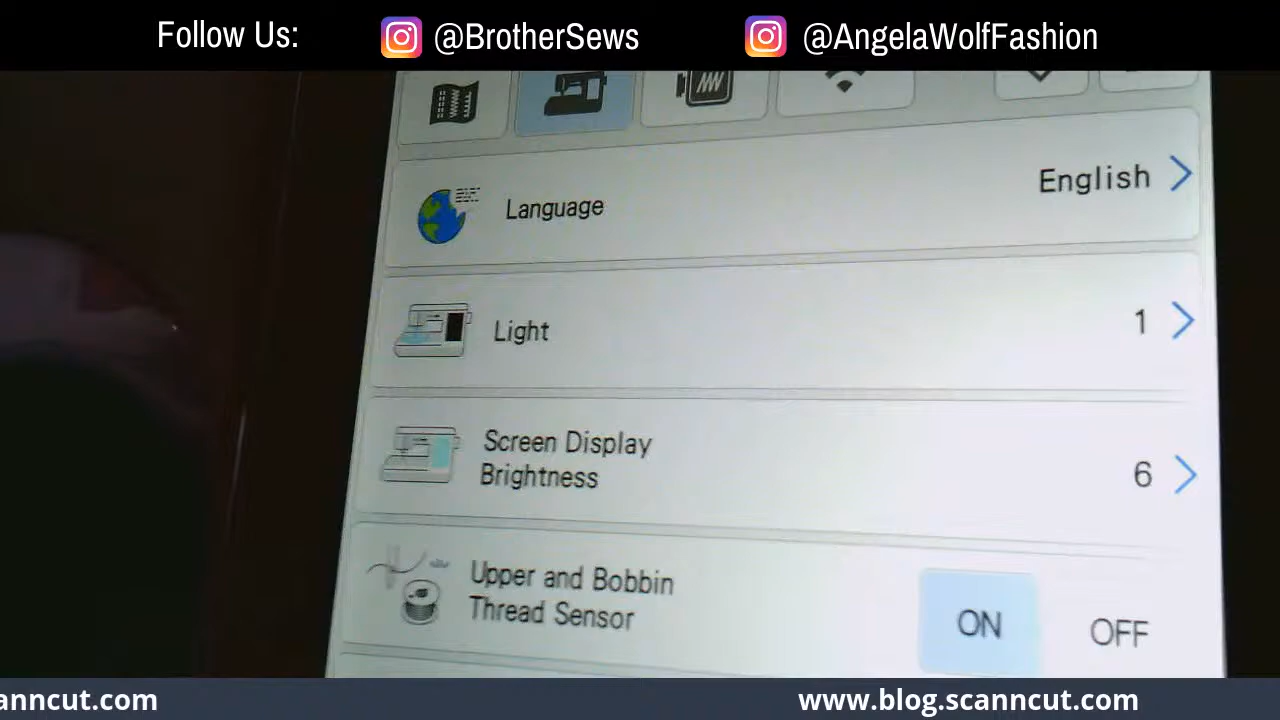 Follow Us: @BrotherSews @AngelaWolfFashion
Language English
Light 1
Screen Display
Brightness 6
Upper and Bobbin
Thread Sensor ON OFF
anncut.com www.blog.scanncut.com